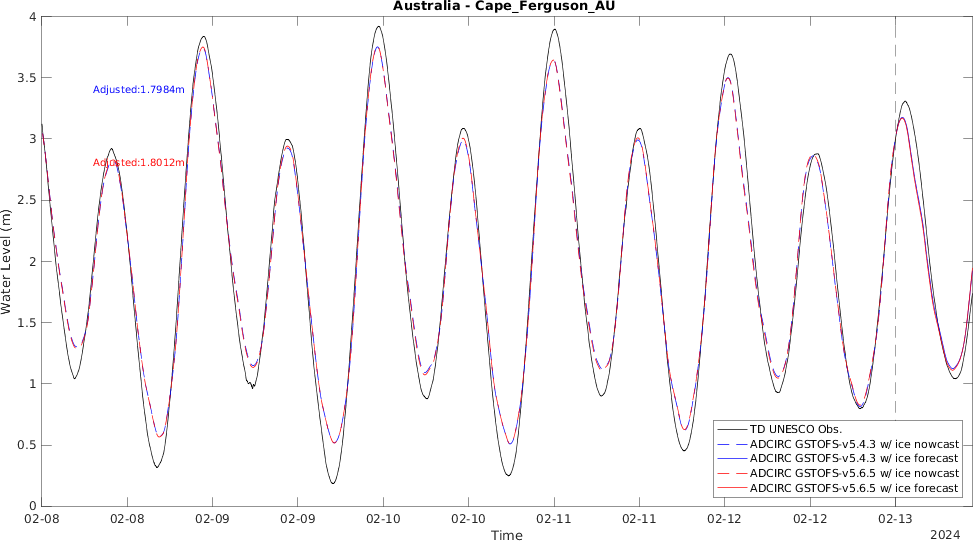 Australia - Cape_Ferguson_AU
4
3.5
3
2.5
2
1.5
1
0.5
0
Water Level (m)
Adjusted:1.7984m
Adjusted:1.8012m
TD UNESCO Obs.
ADCIRC GSTOFS-v5.4.3 w/ ice nowcast
ADCIRC GSTOFS-v5.4.3 w/ ice forecast
ADCIRC GSTOFS-v5.6.5 w/ ice nowcast
ADCIRC GSTOFS-v5.6.5 w/ ice forecast
02-08 02-08 02-09 02-09 02-10 02-10 02-11 02-11 02-12 02-12 02-13
Time
2024